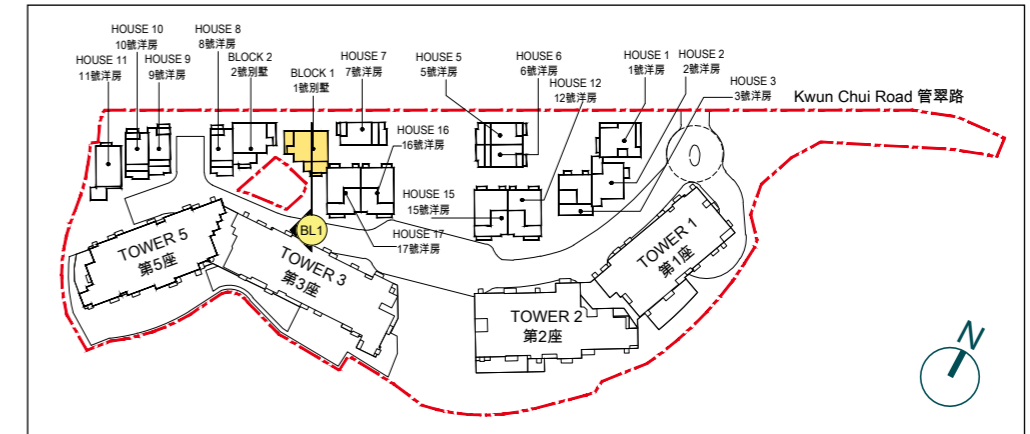 HOUSE 10
10號洋房
HOUSE 8
8號洋房
HOUSE 11
11號洋房
HOUSE 9
9號洋房
BLOCK 2
2號別墅
BLOCK 1
1號別墅
HOUSE 7
7號洋房
HOUSE 5
5號洋房
HOUSE 6
6號洋房
HOUSE 12
12號洋房
HOUSE 1
1號洋房
HOUSE 2
2號洋房
HOUSE 3
3號洋房
Kwun Chui Road 管翠路
HOUSE 16
16號洋房
HOUSE 15
15號洋房
HOUSE 17
17號洋房
BL1
TOWER 5
第5座
TOWER 3
第3座
TOWER 2
第2座
TOWER 1
第1座
N